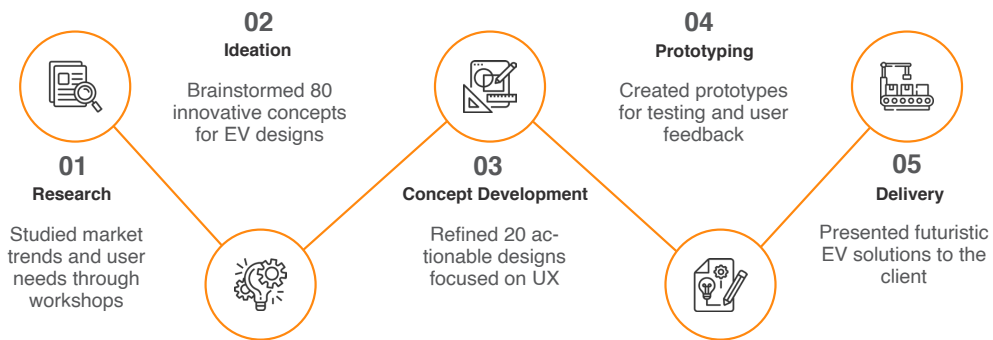 01
Research
Studied market
trends and user
needs through
workshops
02
Ideation
Brainstormed 80
innovative concepts
for EV designs
03
Concept Development
Refined 20 ac-
tionable designs
focused on UX
04
Prototyping
Created prototypes
for testing and user
feedback
05
Delivery
Presented futuristic
EV solutions to the
client